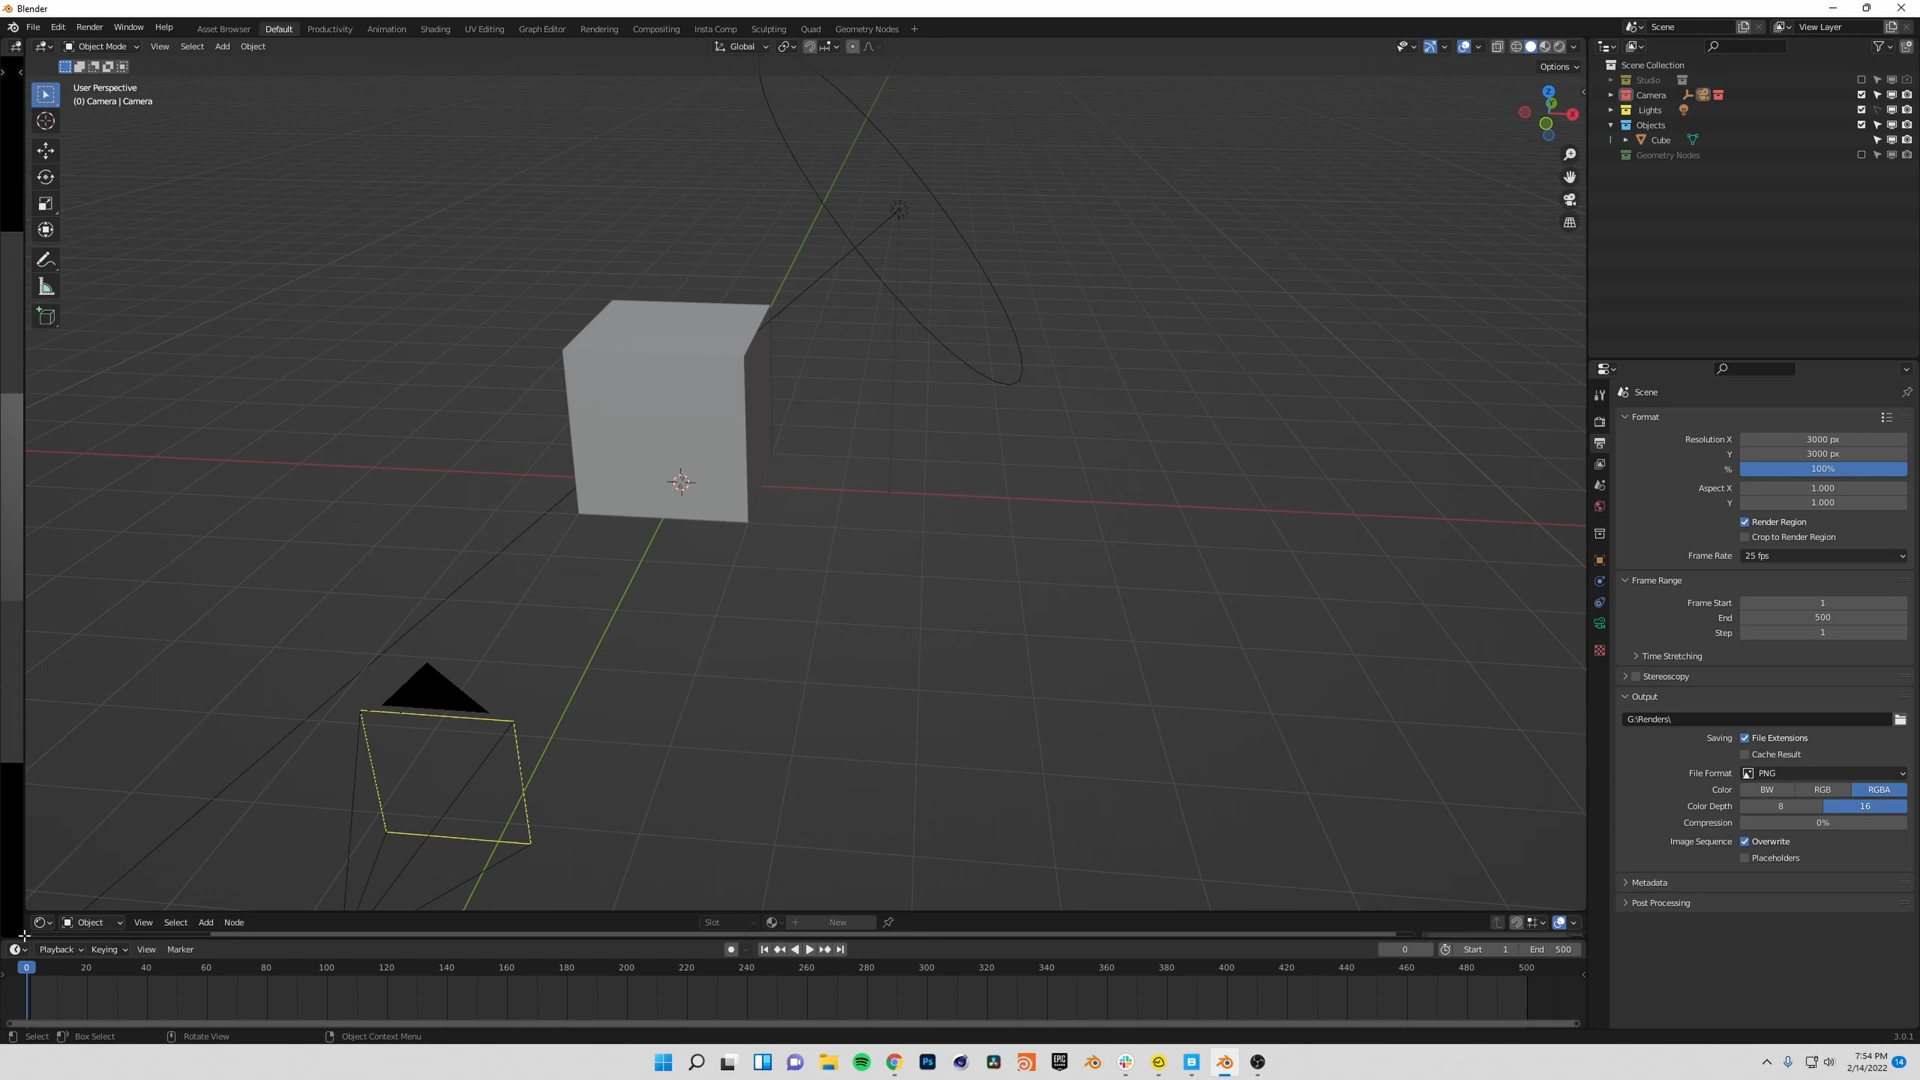 Blender
File Edit Render Window Help Asset Browser Default Productivity Animation Shading UV Editing Graph Editor Rendering Compositing Insta Comp Sculpting Quad Geometry Nodes + Scene View Layer
Object Mode View Select Add Object Global
Options
User Perspective
(0) Camera | Camera
Z
Y
X
Scene Collection
Studio
Camera
Lights
Objects
Cube
Geometry Nodes
Scene
Format
Resolution X 3000 px
Y 3000 px
% 100%
Aspect X 1.000
Y 1.000
Render Region
Crop to Render Region
Frame Rate 25 fps
Frame Range
Frame Start 1
End 500
Step 1
Time Stretching
Stereoscopy
Output
G:\Renders\
Saving File Extensions
Cache Result
File Format PNG
Color BW RGB RGBA
Color Depth 8 16
Compression 0%
Image Sequence Overwrite
Placeholders
Metadata
Post Processing
Object View Select Add Node Slot New
Playback Keying View Marker 0 Start 1 End 500
0 20 40 60 80 100 120 140 160 180 200 220 240 260 280 300 320 340 360 380 400 420 440 460 480 500
Select Box Select Rotate View Object Context Menu 3.0.1
Ps EPIC GAMES 7:54 PM
2/14/2022 14